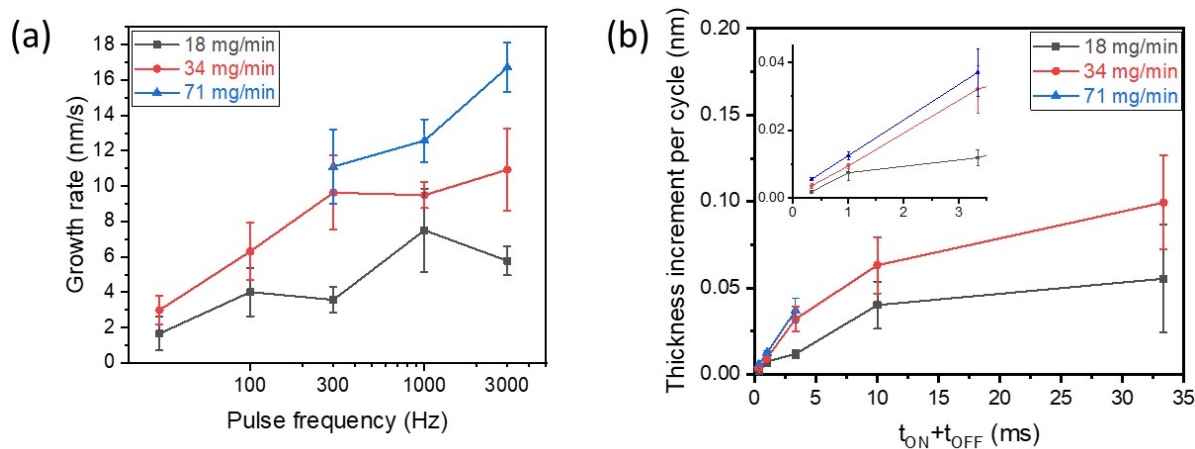 (a)
18
16
14
12
10
8
6
4
2
0
Growth rate (nm/s)
18 mg/min
34 mg/min
71 mg/min
100
300
1000
3000
Pulse frequency (Hz)
(b)
0.20
0.15
0.10
0.05
0.00
Thickness increment per cycle (nm)
0.04
0.02
0.00
0
1
2
3
18 mg/min
34 mg/min
71 mg/min
0
5
10
15
20
25
30
35
tON+tOFF (ms)